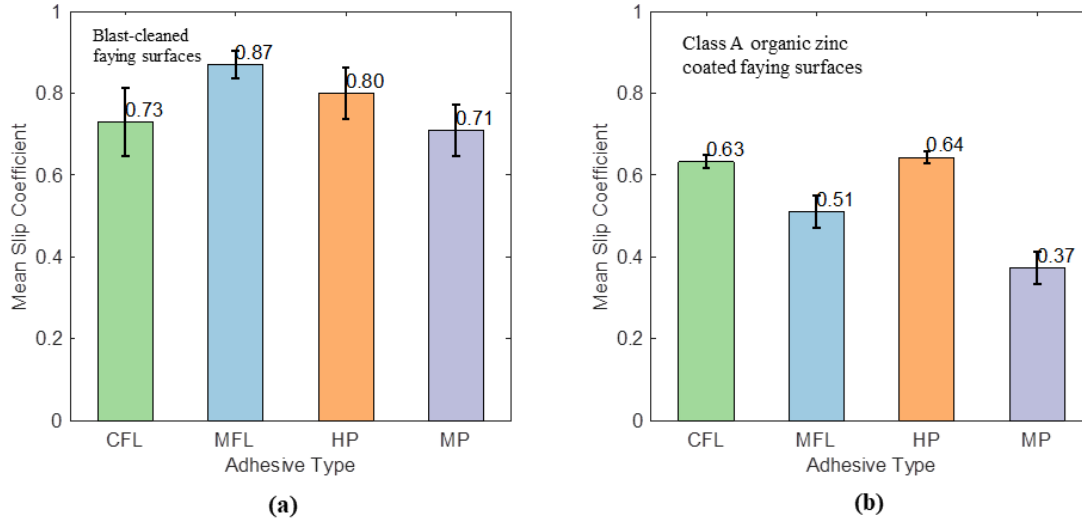 Blast-cleaned
faying surfaces
1
0.8
0.6
0.4
0.2
0
Mean Slip Coefficient
0.73
0.87
0.80
0.71
CFL
MFL
HP
MP
Adhesive Type
(a)
Class A organic zinc
coated faying surfaces
1
0.8
0.6
0.4
0.2
0
Mean Slip Coefficient
0.63
0.51
0.64
0.37
CFL
MFL
HP
MP
Adhesive Type
(b)